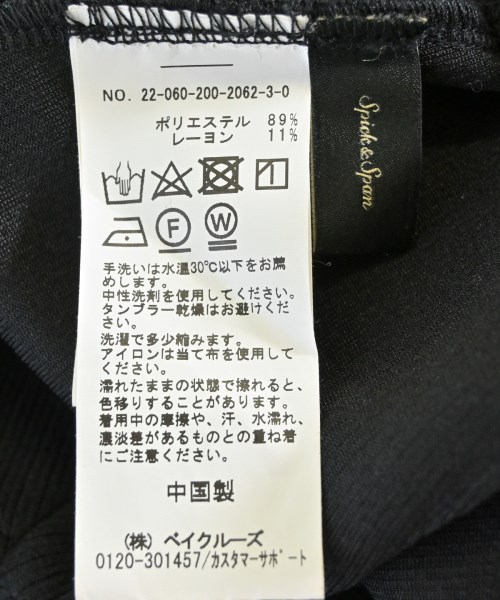 NO. 22-060-200-2062-3-0
ポリエステル 89%
レーヨン 11%
Spick & Span
F
W
手洗いは水温30℃以下をお薦
めします。
中性洗剤を使用してください。
タンブラー乾燥はお避けくだ
さい。
洗濯で多少縮みます。
アイロンは当て布を使用して
ください。
濡れたままの状態で擦れると、
色移りすることがあります。
着用中の摩擦や、汗、水濡れ、
濃淡差があるものとの重ね着
にご注意ください。
中国製
(株) ベイクルーズ
0120-301457/カスタマーサポート